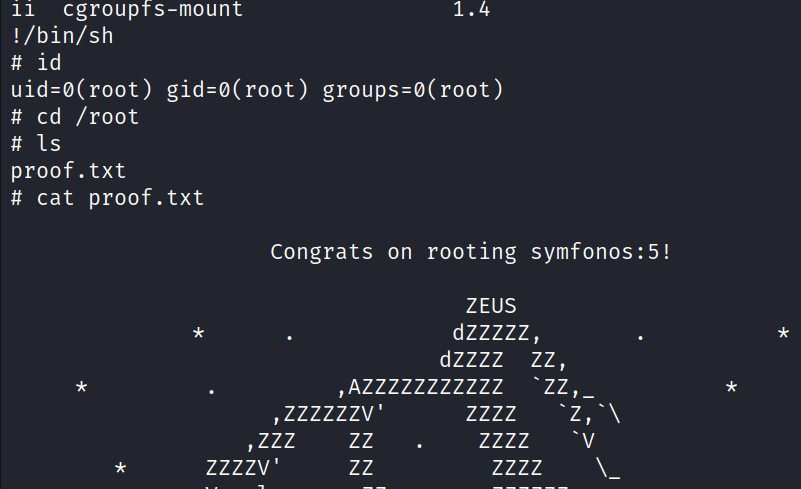 ii  cgroupfs-mount                1.4
!/bin/sh
# id
uid=0(root) gid=0(root) groups=0(root)
# cd /root
# ls
proof.txt
# cat proof.txt
                    Congrats on rooting symfonos:5!
                                   ZEUS
              *      .            dZZZZZ,       .          *
                                 dZZZZ  ZZ,
     *         .         ,AZZZZZZZZZZZ  `ZZ,_          *
                    ,ZZZZZZV'      ZZZZ   `Z,`\
                  ,ZZZ    ZZ   .    ZZZZ   `V
        *      ZZZZV'     ZZ         ZZZZ    \_